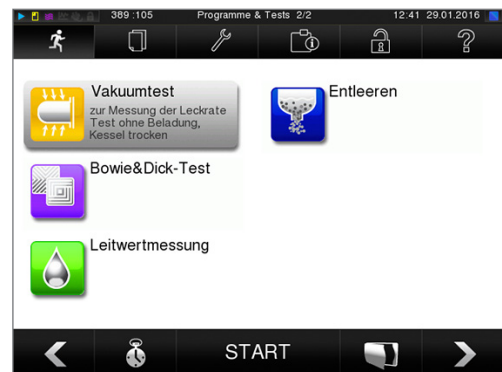 389 :105 Programme & Tests 2/2 12:41 29.01.2016
Vakuumtest
zur Messung der Leckrate
Test ohne Beladung,
Kessel trocken
Entleeren
Bowie&Dick-Test
Leitwertmessung
START